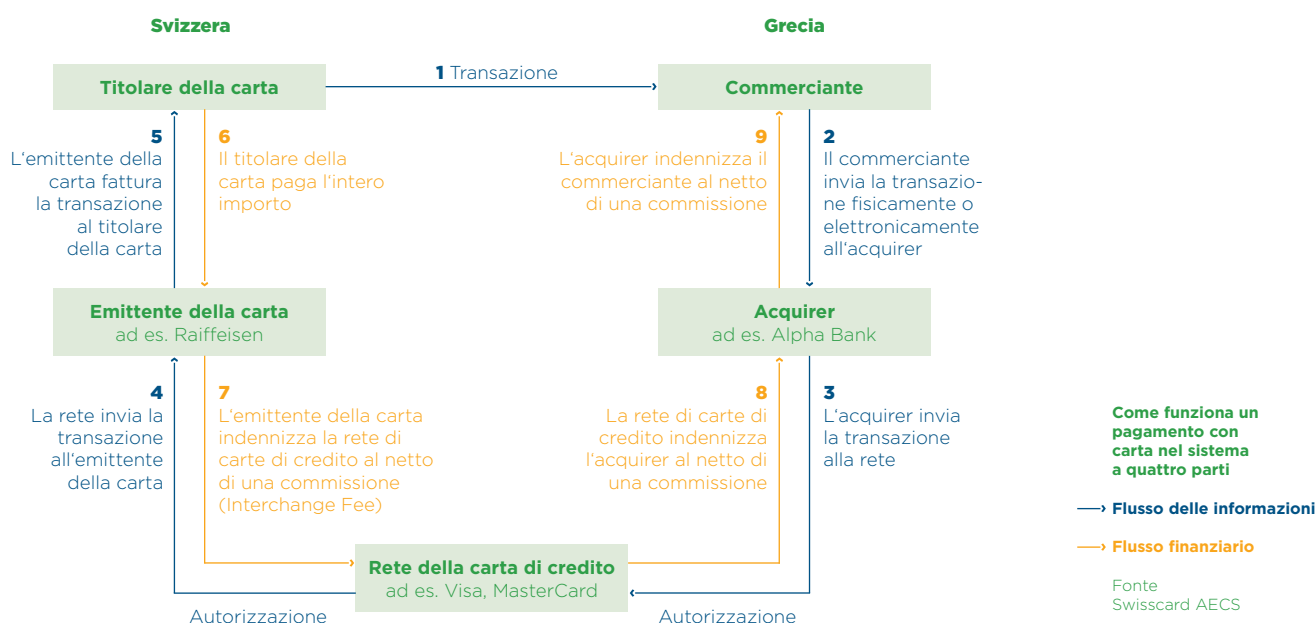 Svizzera
Grecia
Titolare della carta
1 Transazione
Commerciante
5
L‘emittente della
carta fattura
la transazione
al titolare
della carta
6
Il titolare della
carta paga l‘intero
importo
9
L‘acquirer indennizza il
commerciante al netto
di una commissione
2
Il commerciante
invia la transazio-
ne fisicamente o
elettronicamente
all‘acquirer
Emittente della carta
ad es. Raiffeisen
Acquirer
ad es. Alpha Bank
4
La rete invia la
transazione
all‘emittente
della carta
7
L‘emittente della carta
indennizza la rete di
carte di credito al netto
di una commissione
(Interchange Fee)
8
La rete di carte di
credito indennizza
l‘acquirer al netto di
una commissione
3
L‘acquirer invia
la transazione
alla rete
Rete della carta di credito
ad es. Visa, MasterCard
Autorizzazione
Autorizzazione
Come funziona un
pagamento con
carta nel sistema
a quattro parti
Flusso delle informazioni
Flusso finanziario
Fonte
Swisscard AECS